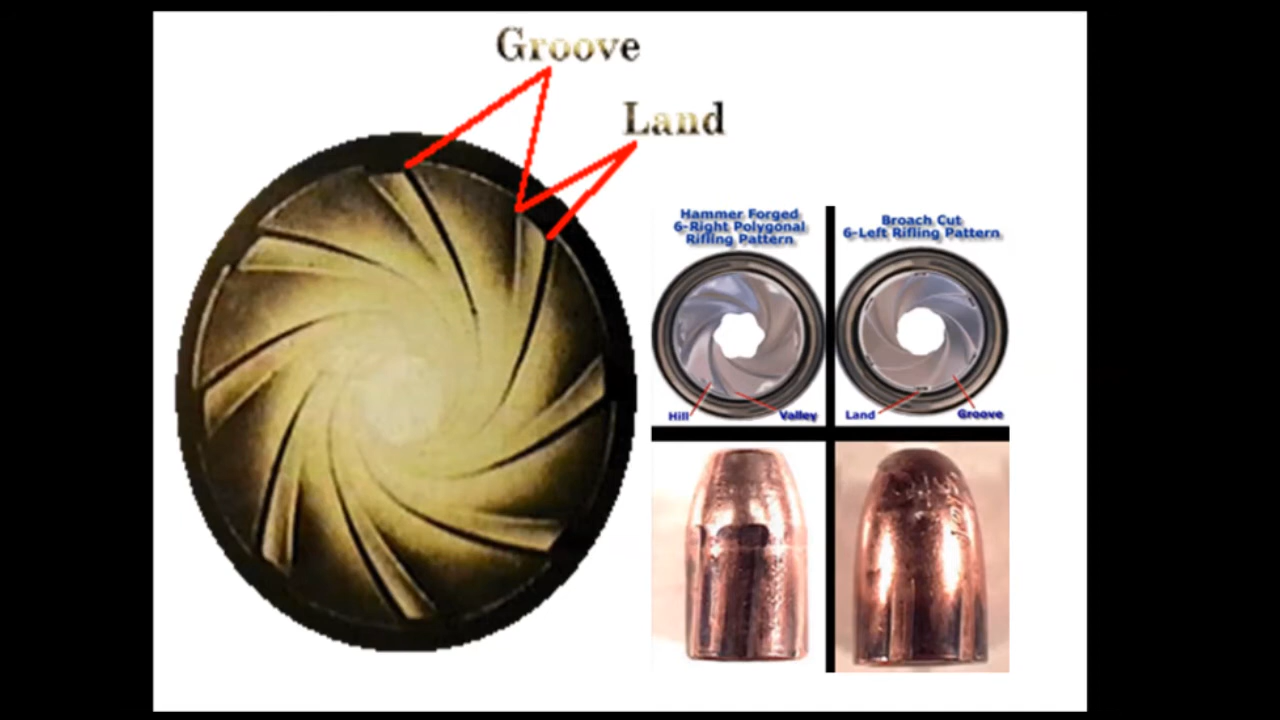 Groove
Land
Hammer Forged
6-Right Polygonal
Rifling Pattern
Broach Cut
6-Left Rifling Pattern
Hill
Valley
Land
Groove